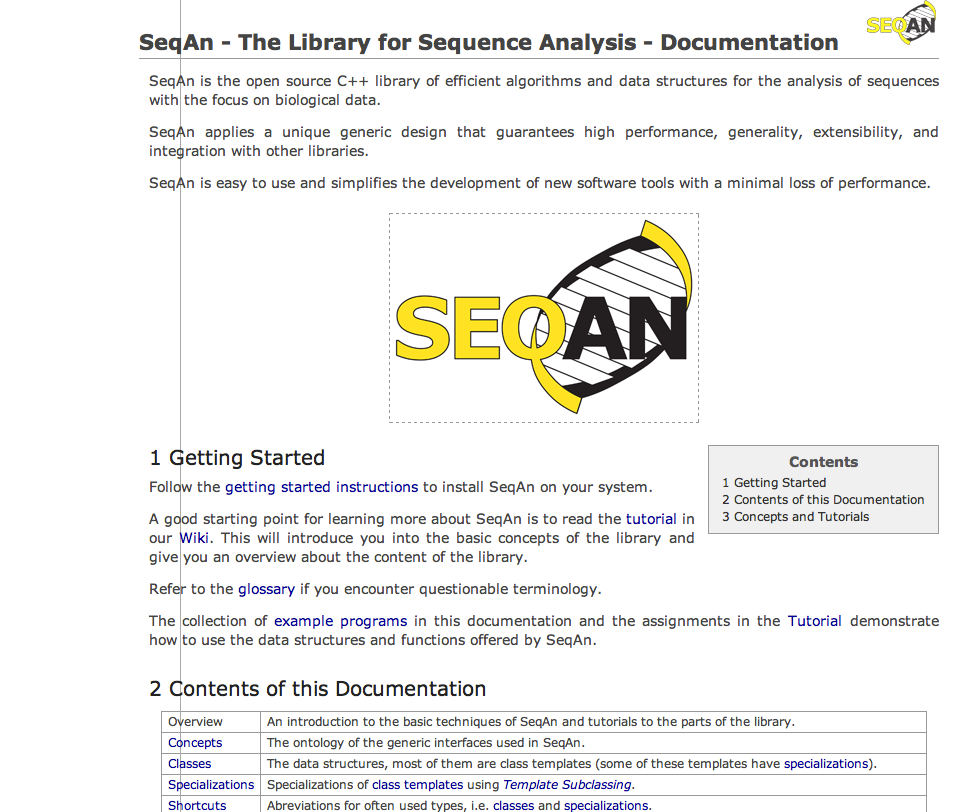 SEQAN
SeqAn - The Library for Sequence Analysis - Documentation
SeqAn is the open source C++ library of efficient algorithms and data structures for the analysis of sequences
with the focus on biological data.
SeqAn applies a unique generic design that guarantees high performance, generality, extensibility, and
integration with other libraries.
SeqAn is easy to use and simplifies the development of new software tools with a minimal loss of performance.
SEQAN
1 Getting Started
Follow the getting started instructions to install SeqAn on your system.
A good starting point for learning more about SeqAn is to read the tutorial in
our Wiki. This will introduce you into the basic concepts of the library and
give you an overview about the content of the library.
Refer to the glossary if you encounter questionable terminology.
The collection of example programs in this documentation and the assignments in the Tutorial demonstrate
how to use the data structures and functions offered by SeqAn.
Contents
1 Getting Started
2 Contents of this Documentation
3 Concepts and Tutorials
2 Contents of this Documentation
Overview An introduction to the basic techniques of SeqAn and tutorials to the parts of the library.
Concepts The ontology of the generic interfaces used in SeqAn.
Classes The data structures, most of them are class templates (some of these templates have specializations).
Specializations Specializations of class templates using Template Subclassing.
Shortcuts Abreviations for often used types, i.e. classes and specializations.